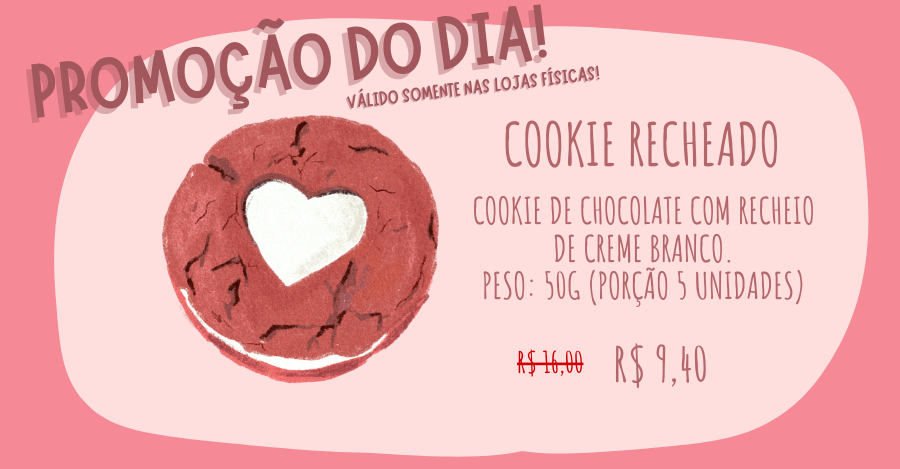 PROMOÇÃO DO DIA!
VÁLIDO SOMENTE NAS LOJAS FÍSICAS!
COOKIE RECHEADO
COOKIE DE CHOCOLATE COM RECHEIO
DE CREME BRANCO.
PESO: 50G (PORÇÃO 5 UNIDADES)
R$ 16,00 R$ 9,40